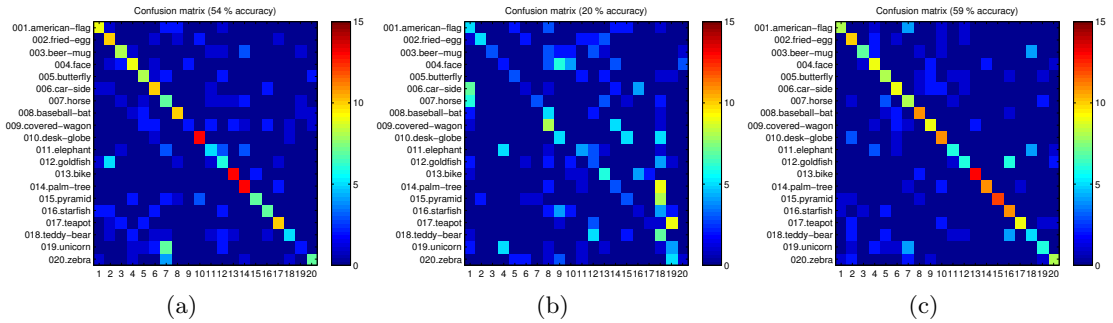 Confusion matrix (54 % accuracy)
001.american-flag
002.fried-egg
003.beer-mug
004.face
005.butterfly
006.car-side
007.horse
008.baseball-bat
009.covered-wagon
010.desk-globe
011.elephant
012.goldfish
013.bike
014.palm-tree
015.pyramid
016.starfish
017.teapot
018.teddy-bear
019.unicorn
020.zebra
1 2 3 4 5 6 7 8 9 10 11 12 13 14 15 16 17 18 19 20
15
10
5
0
(a)
Confusion matrix (20 % accuracy)
001.american-flag
002.fried-egg
003.beer-mug
004.face
005.butterfly
006.car-side
007.horse
008.baseball-bat
009.covered-wagon
010.desk-globe
011.elephant
012.goldfish
013.bike
014.palm-tree
015.pyramid
016.starfish
017.teapot
018.teddy-bear
019.unicorn
020.zebra
1 2 3 4 5 6 7 8 9 10 11 12 13 14 15 16 17 18 19 20
15
10
5
0
(b)
Confusion matrix (59 % accuracy)
001.american-flag
002.fried-egg
003.beer-mug
004.face
005.butterfly
006.car-side
007.horse
008.baseball-bat
009.covered-wagon
010.desk-globe
011.elephant
012.goldfish
013.bike
014.palm-tree
015.pyramid
016.starfish
017.teapot
018.teddy-bear
019.unicorn
020.zebra
1 2 3 4 5 6 7 8 9 10 11 12 13 14 15 16 17 18 19 20
15
10
5
0
(c)